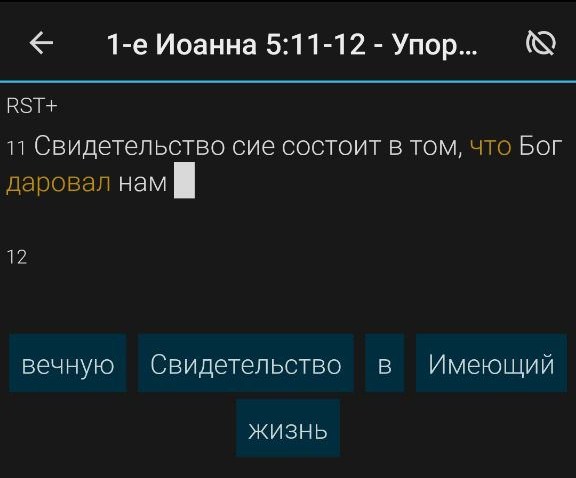 1-е Иоанна 5:11-12 - Упор...
RST+
11 Свидетельство сие состоит в том, что Бог
даровал нам
12
вечную Свидетельство в Имеющий
жизнь